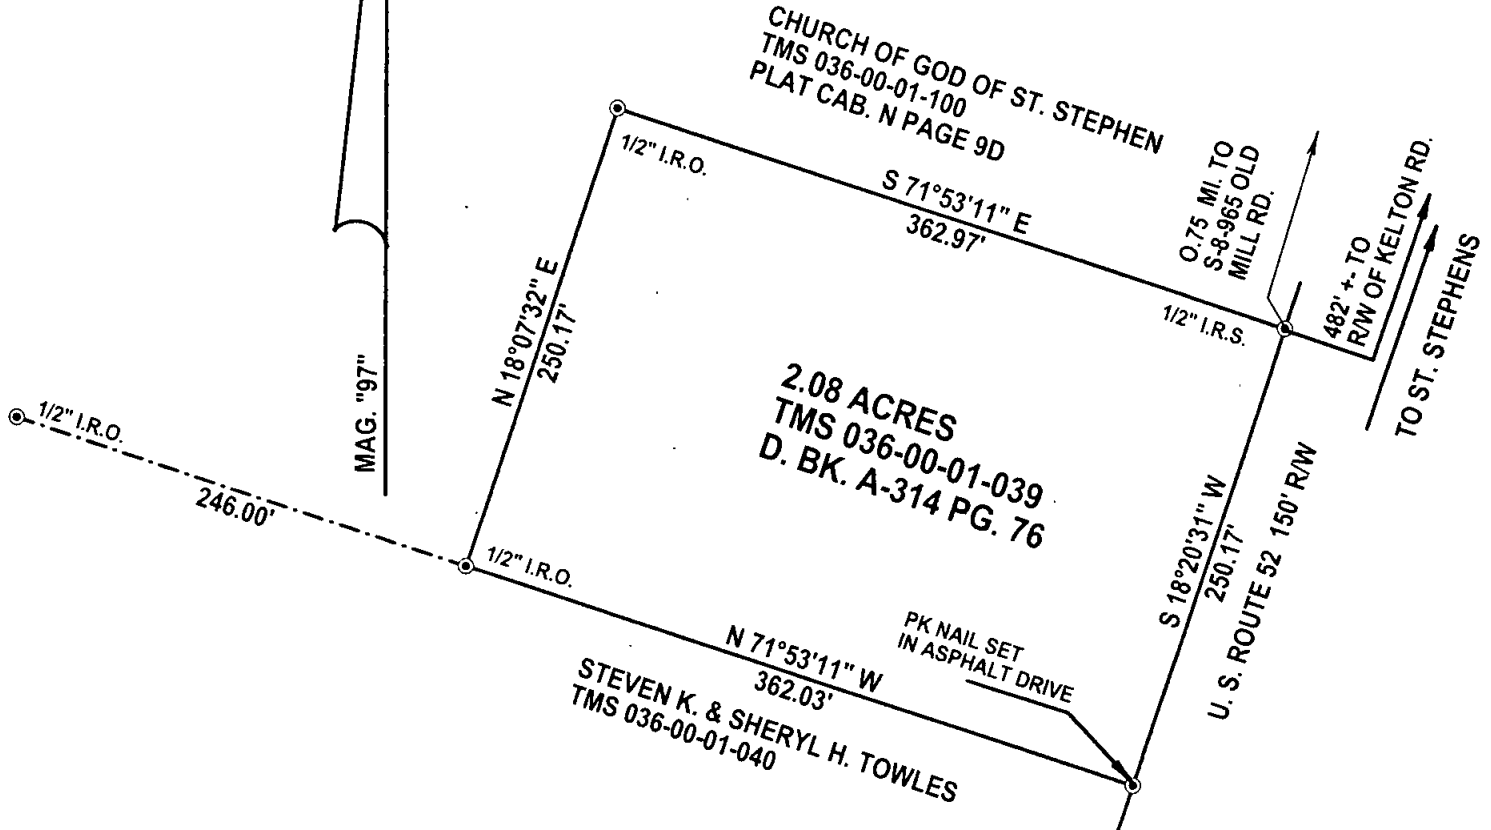 CHURCH OF GOD OF ST. STEPHEN
TMS 036-00-01-100
PLAT CAB. N PAGE 9D
1/2" I.R.O.
S 71°53'11" E
362.97'
O.75 MI. TO
S-8-965 OLD
MILL RD.
482' +- TO
R/W OF KELTON RD.
TO ST. STEPHENS
1/2" I.R.S.
N 18°07'32" E
250.17'
MAG. "97"
2.08 ACRES
TMS 036-00-01-039
D. BK. A-314 PG. 76
1/2" I.R.O.
246.00'
1/2" I.R.O.
S 18°20'31" W
250.17'
U. S. ROUTE 52 150' R/W
PK NAIL SET
IN ASPHALT DRIVE
N 71°53'11" W
362.03'
STEVEN K. & SHERYL H. TOWLES
TMS 036-00-01-040